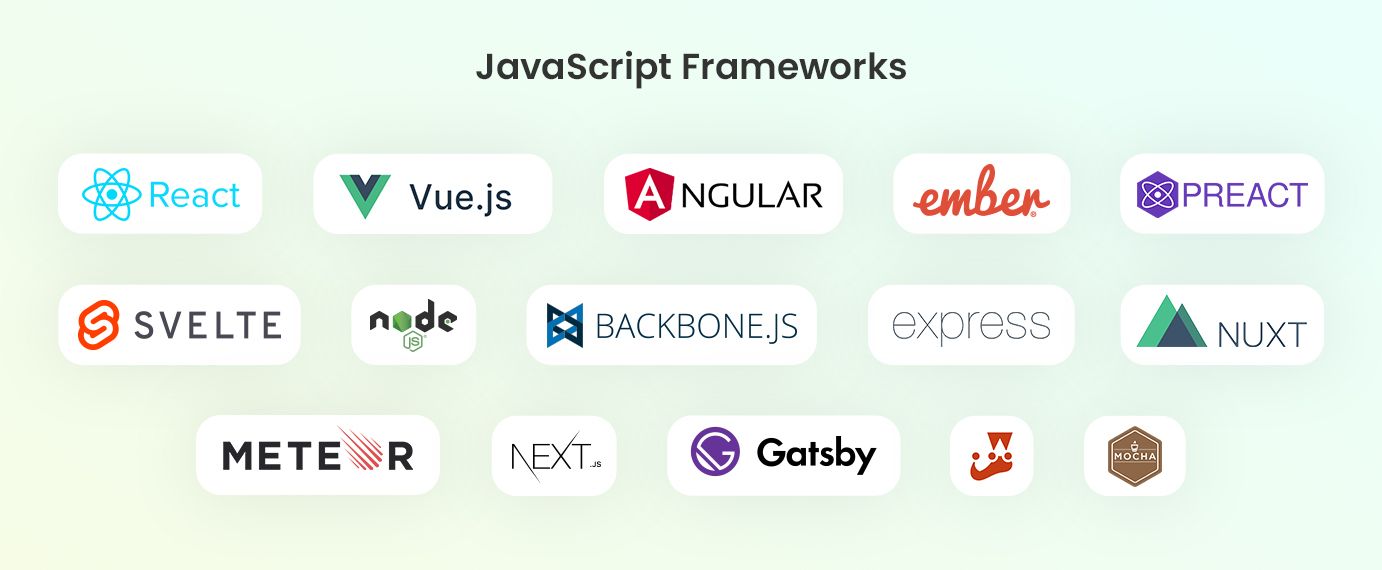 JavaScript Frameworks
React
Vue.js
ANGULAR
ember®
PREACT
SVELTE
node
JS®
BACKBONE.JS
express
NUXT
METEOR
NEXT.JS
Gatsby
MOCHA